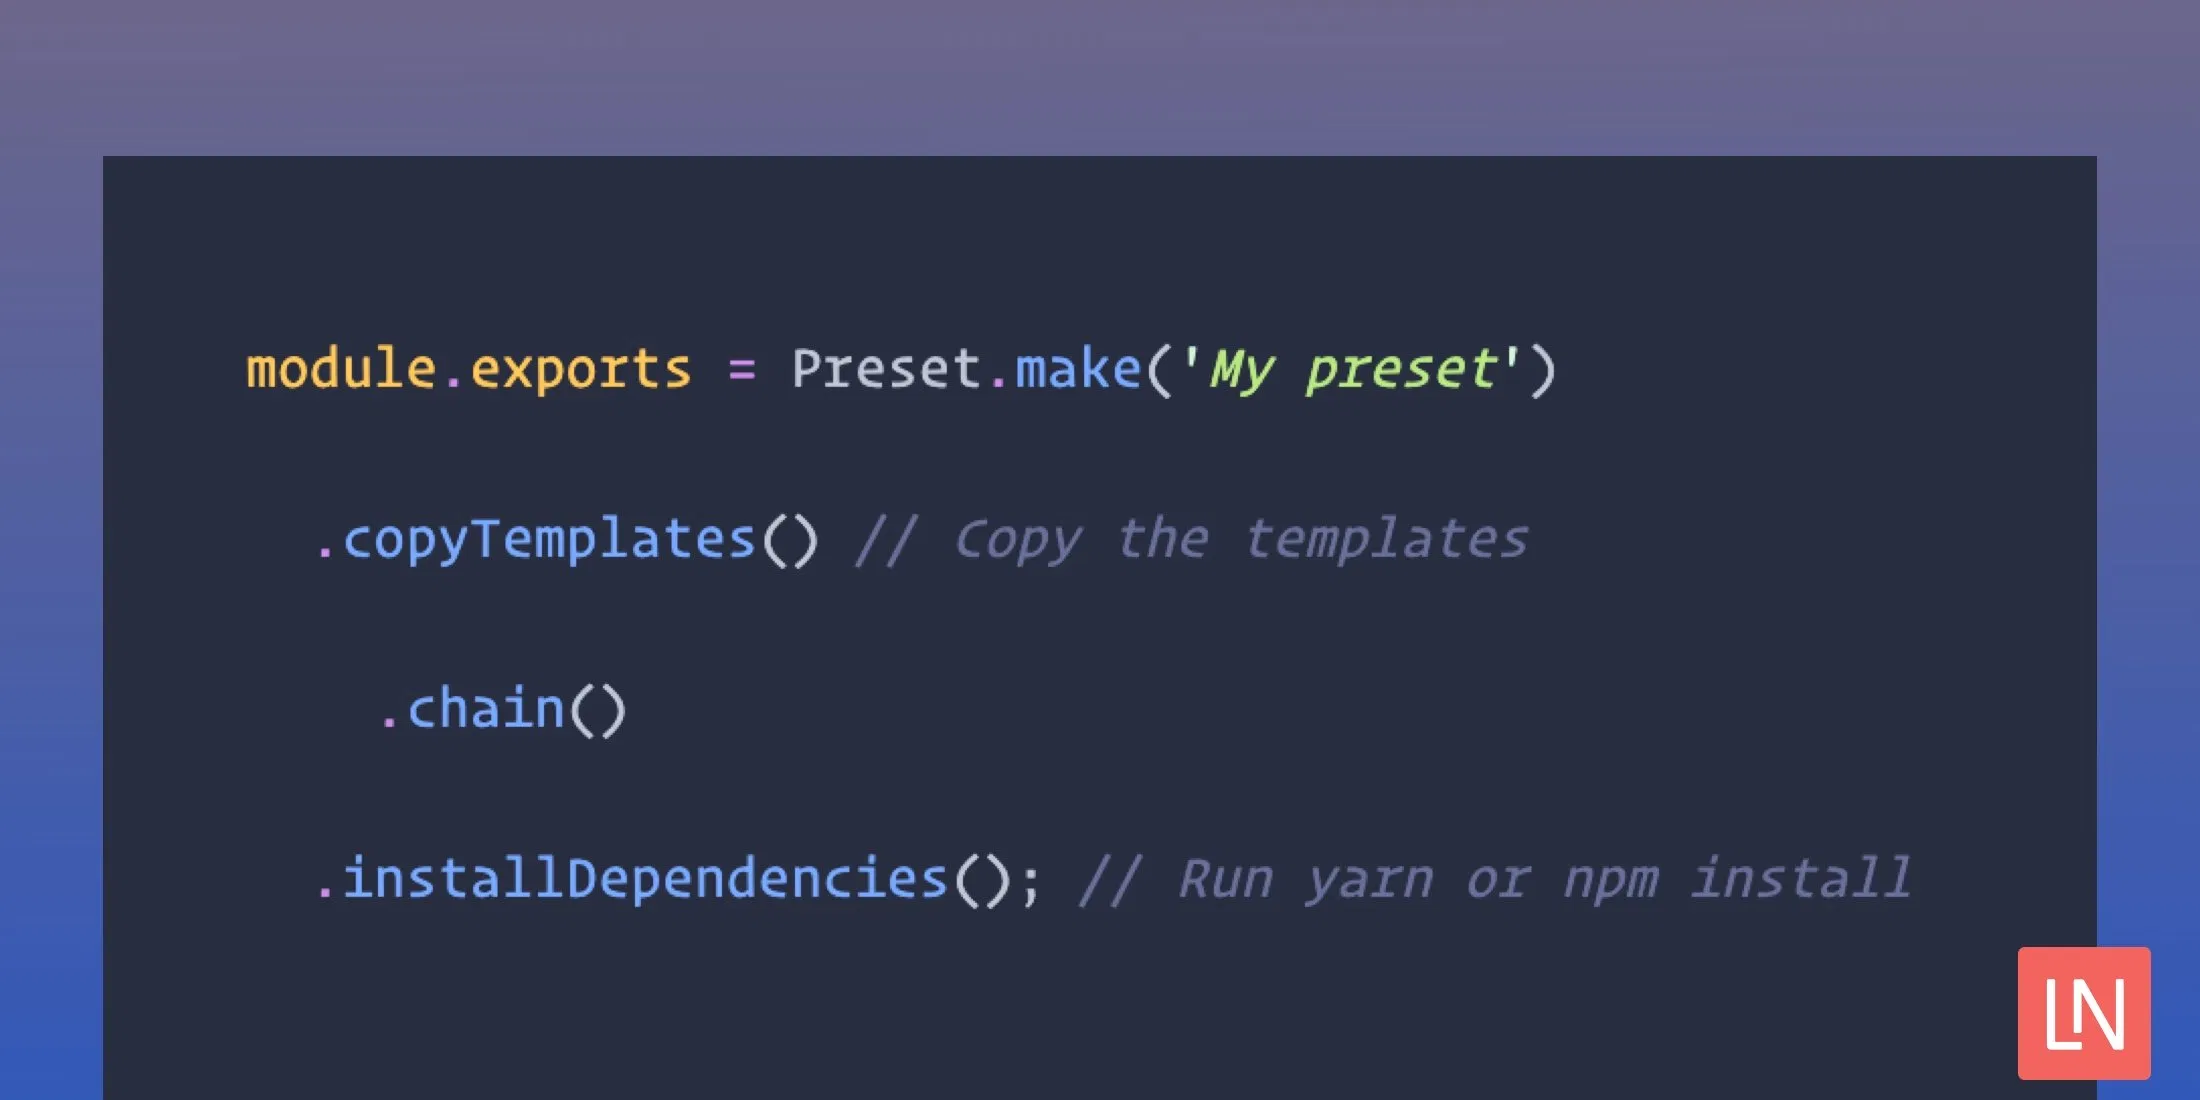 module.exports = Preset.make('My preset')
.copyTemplates() // Copy the templates
.chain()
.installDependencies(); // Run yarn or npm install
LN